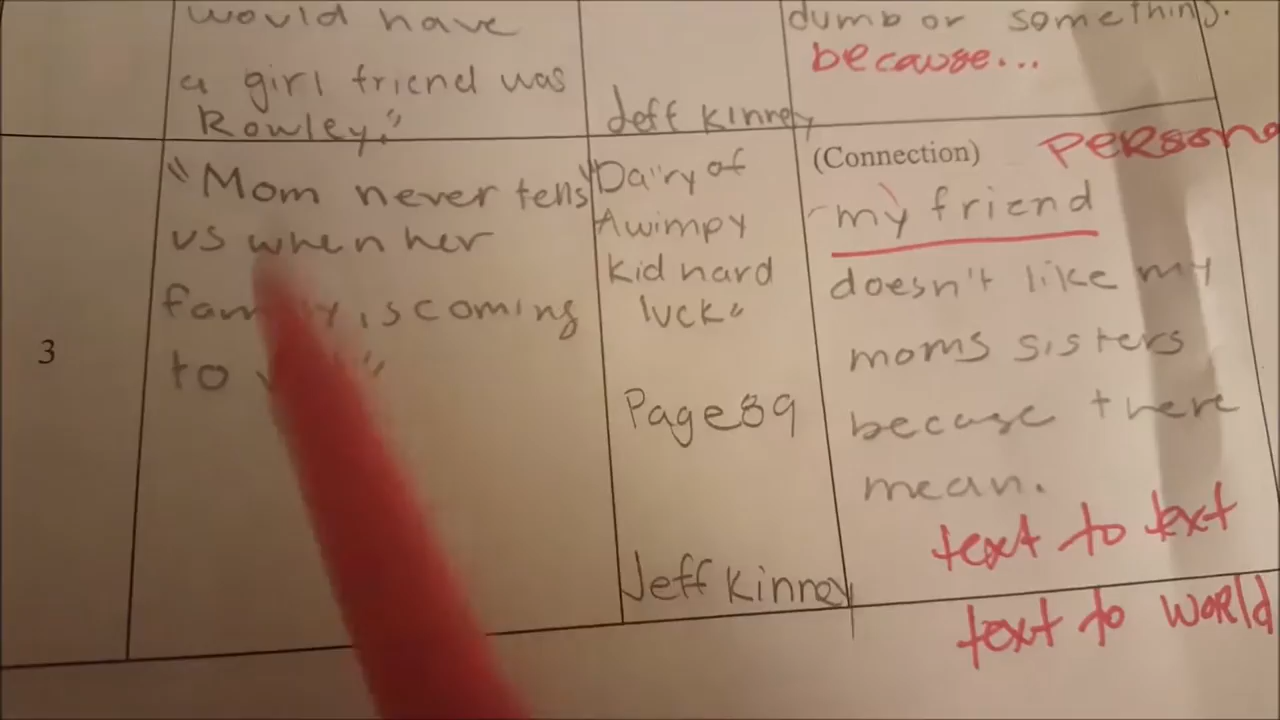 would have
a girl friend was
Rowley."
Jeff Kinney
dumb or something.
because...
3
"Mom never tells"
us when her
is coming
to
Dairy of
Awimpy
Kid hard
luck"
Page 89
Jeff Kinney
(Connection)
my friend
doesn't like my
moms sisters
because there
mean.
text to text
text to world